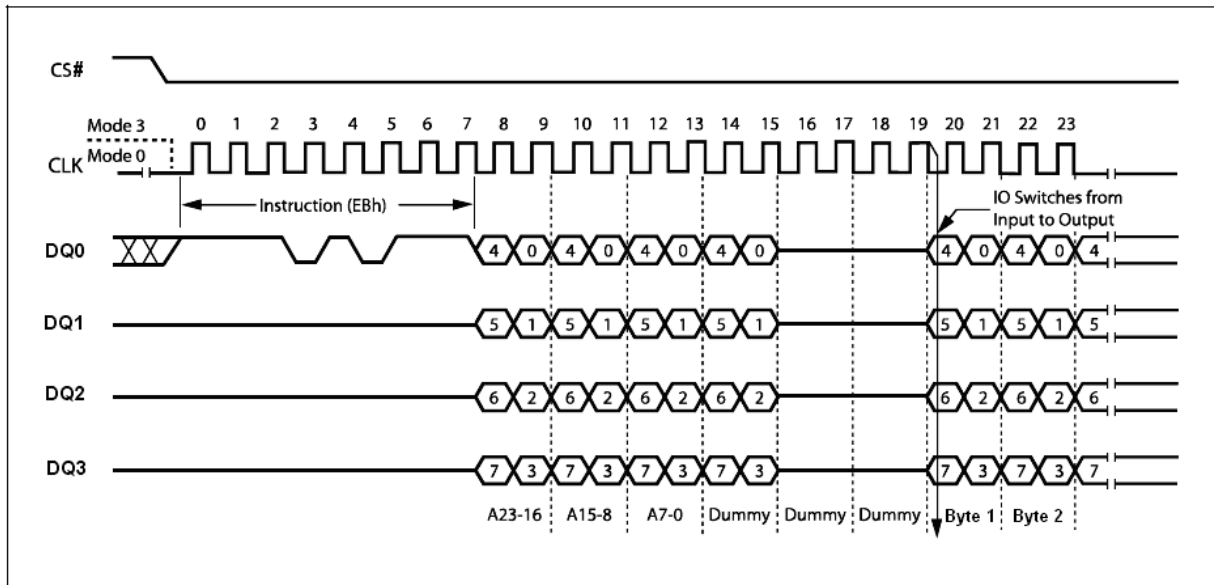 CS#
Mode 3
0 1 2 3 4 5 6 7 8 9 10 11 12 13 14 15 16 17 18 19 20 21 22 23
CLK
Mode 0
Instruction (EBh)
IO Switches from
Input to Output
DQ0
4 0 4 0 4 0 4 0 4 0 4 0 4
DQ1
5 1 5 1 5 1 5 1 5 1 5 1 5
DQ2
6 2 6 2 6 2 6 2 6 2 6 2 6
DQ3
7 3 7 3 7 3 7 3 7 3 7 3 7
A23-16 A15-8 A7-0 Dummy Dummy Dummy Byte 1 Byte 2